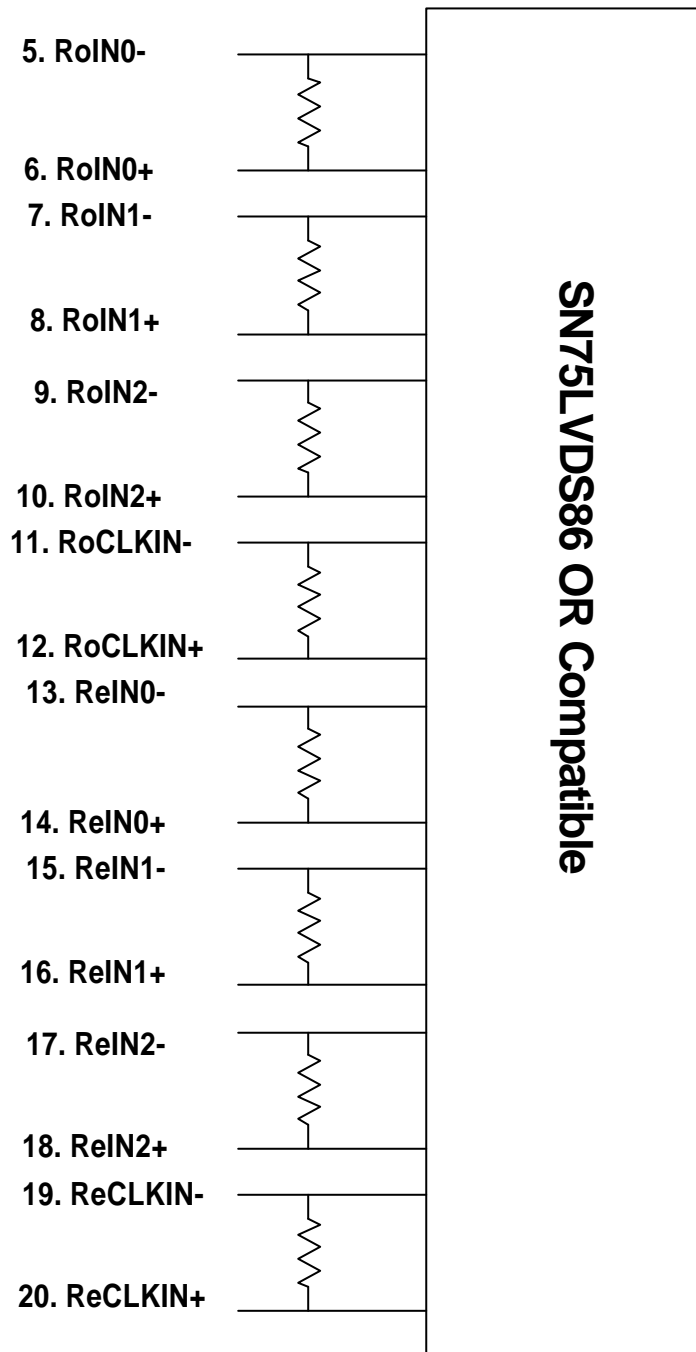 5. RoIN0-
6. RoIN0+
7. RoIN1-
8. RoIN1+
9. RoIN2-
10. RoIN2+
11. RoCLKIN-
12. RoCLKIN+
13. ReIN0-
14. ReIN0+
15. ReIN1-
16. ReIN1+
17. ReIN2-
18. ReIN2+
19. ReCLKIN-
20. ReCLKIN+
SN75LVDS86 OR Compatible